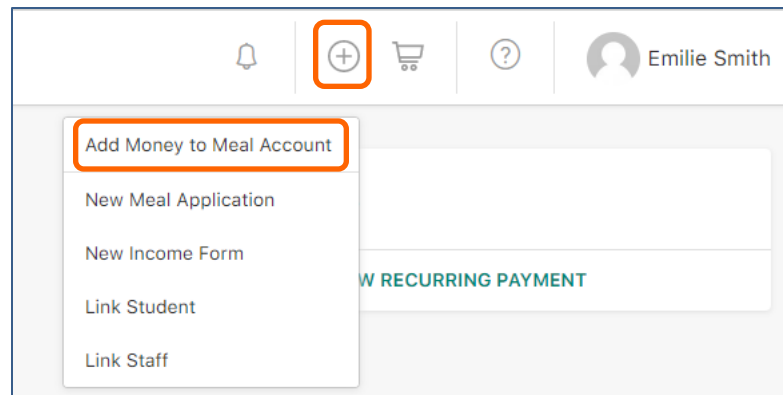 Emilie Smith
Add Money to Meal Account
New Meal Application
New Income Form
RECURRING PAYMENT
Link Student
Link Staff